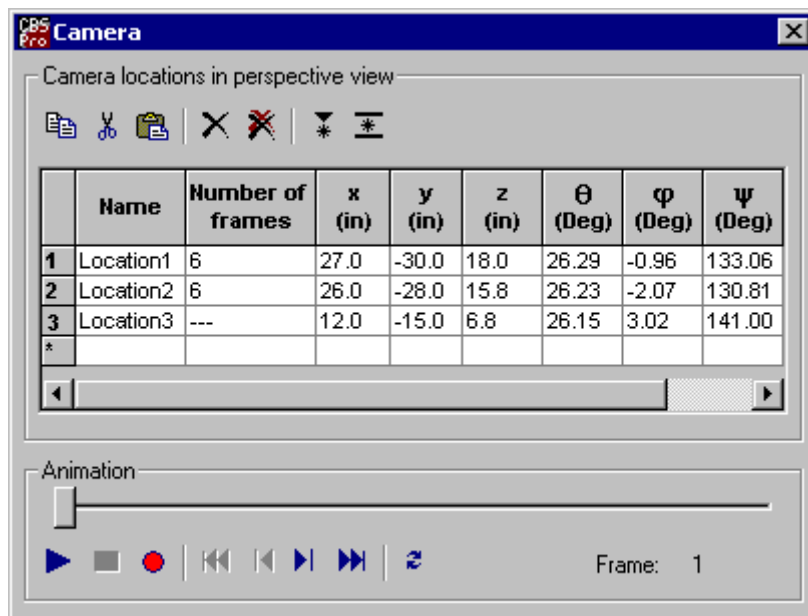 CBS Pro Camera
Camera locations in perspective view
Name Number of frames x (in) y (in) z (in) θ (Deg) φ (Deg) ψ (Deg)
1 Location1 6 27.0 -30.0 18.0 26.29 -0.96 133.06
2 Location2 6 26.0 -28.0 15.8 26.23 -2.07 130.81
3 Location3 --- 12.0 -15.0 6.8 26.15 3.02 141.00
*
Animation
Frame: 1